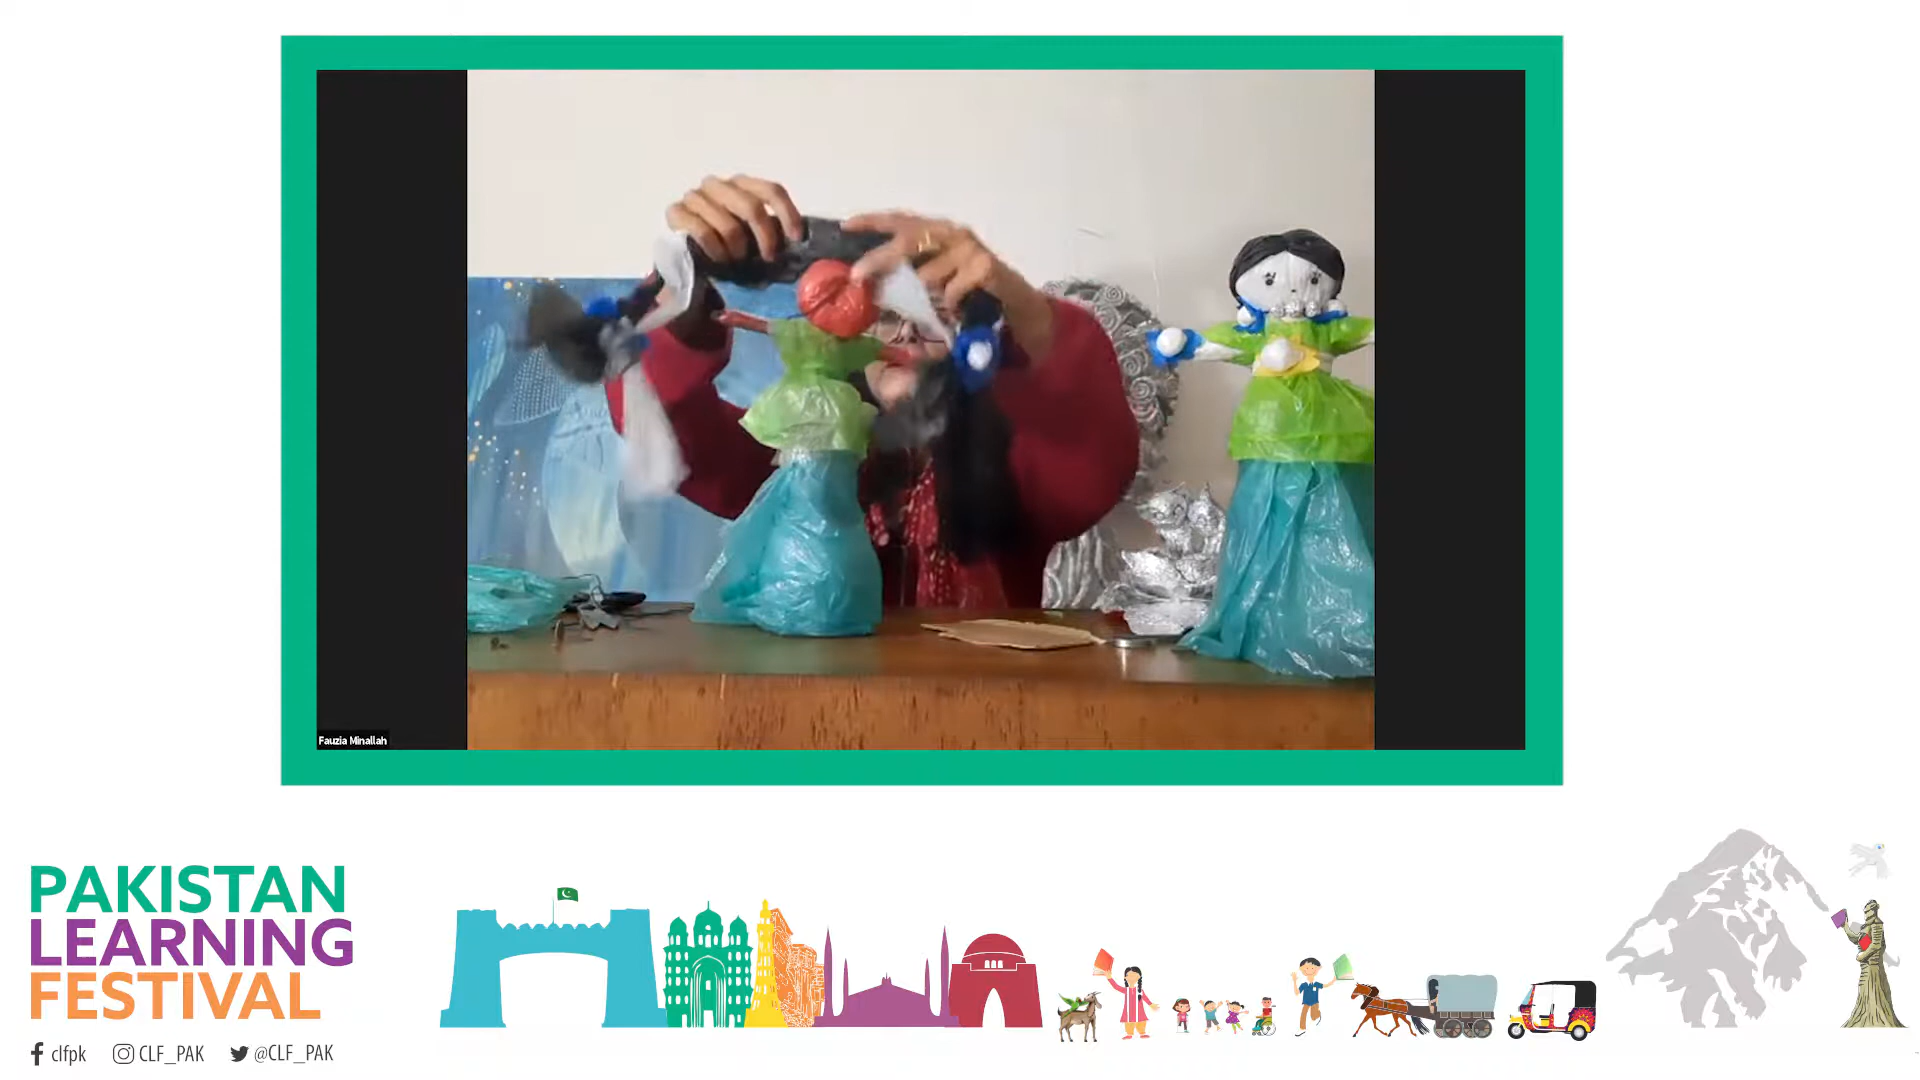 Fauzia Minallah
PAKISTAN
LEARNING
FESTIVAL
clfpk CLF_PAK @CLF_PAK